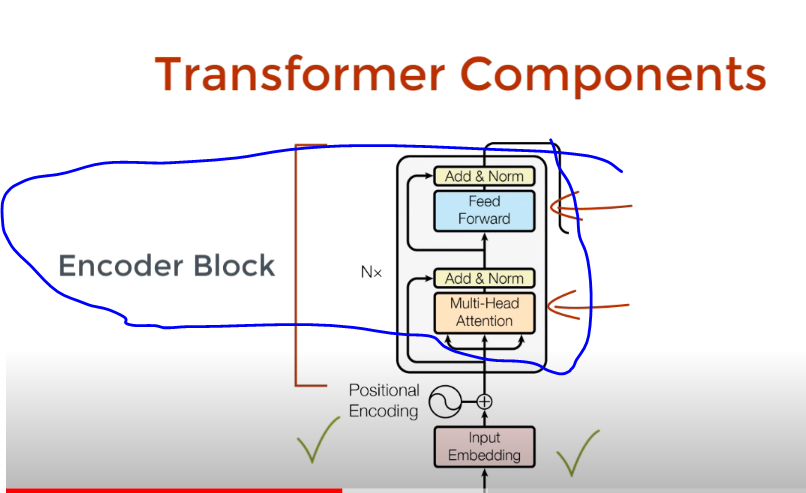 Transformer Components
Add & Norm
Feed
Forward
Encoder Block
Nx
Add & Norm
Multi-Head
Attention
Positional
Encoding
Input
Embedding